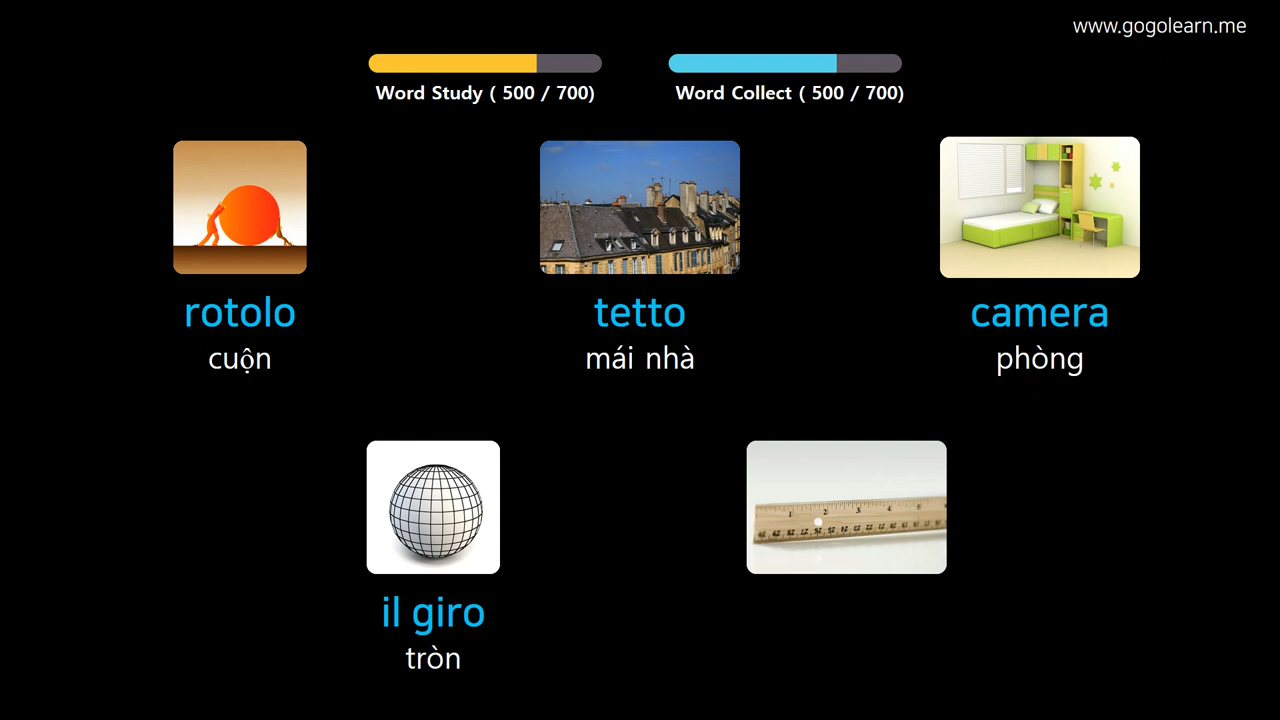 www.gogolearn.me
Word Study ( 500 / 700)
Word Collect ( 500 / 700)
rotolo
cuộn
tetto
mái nhà
camera
phòng
il giro
tròn